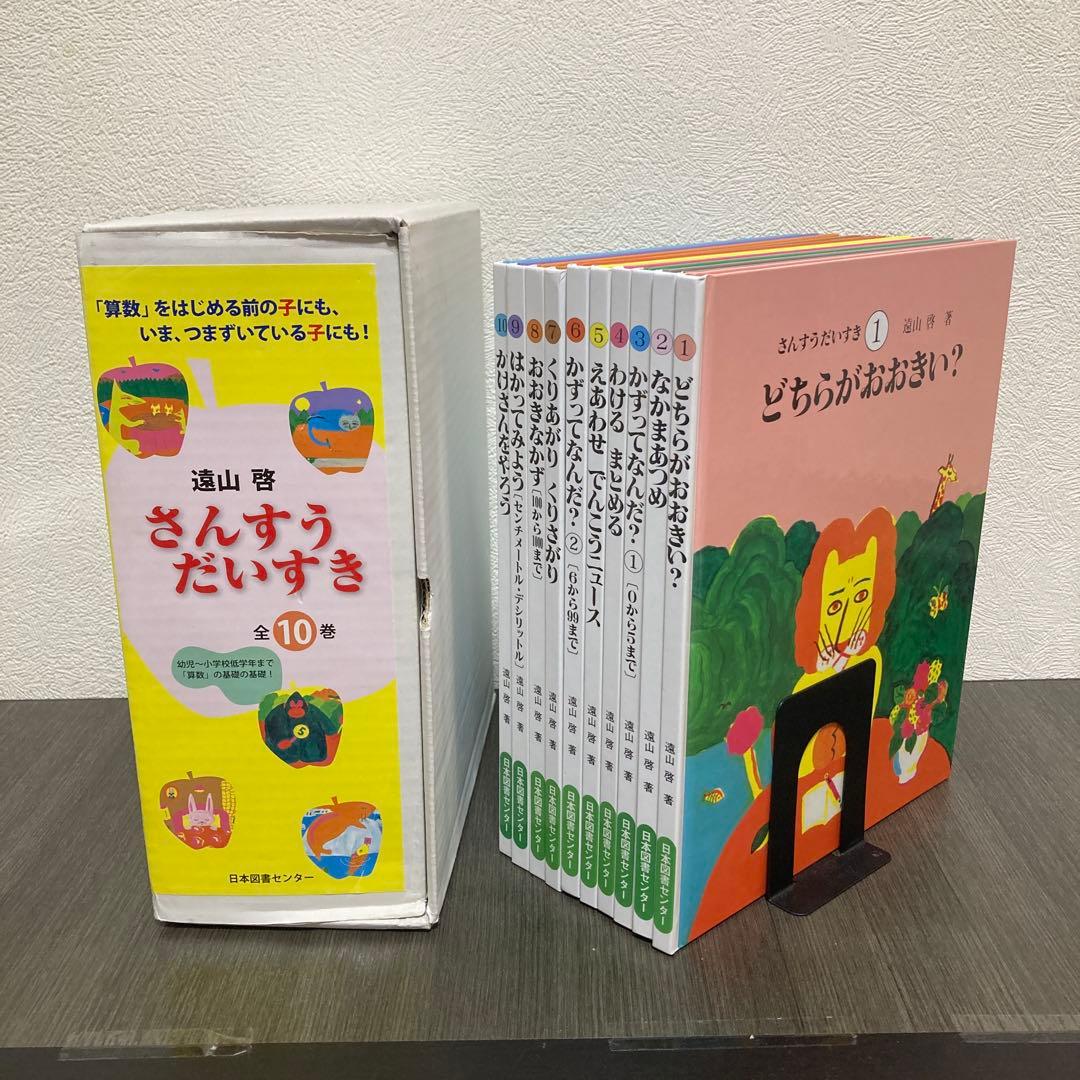 「算数」をはじめる前の子にも、
いま、つまずいている子にも!
遠山 啓
さんすう
だいすき
全10巻
幼児〜小学校低学年まで
「算数」の基礎の基礎!
日本図書センター
10 かけざんをやろう 遠山 啓 著 日本図書センター
9 はかってみよう〔センチメートル・デシリットル〕 遠山 啓 著 日本図書センター
8 おおきなかず〔100から1000まで〕 遠山 啓 著 日本図書センター
7 くりあがり くりさがり 遠山 啓 著 日本図書センター
6 かずってなんだ? ② 〔6から99まで〕 遠山 啓 著 日本図書センター
5 えあわせ でんこうニュース 遠山 啓 著 日本図書センター
4 わける まとめる 遠山 啓 著 日本図書センター
3 かずってなんだ? ① 〔0から5まで〕 遠山 啓 著 日本図書センター
2 なかまあつめ 遠山 啓 著 日本図書センター
1 どちらがおおきい? 遠山 啓 著 日本図書センター
さんすうだいすき 1 遠山 啓 著
どちらがおおきい?